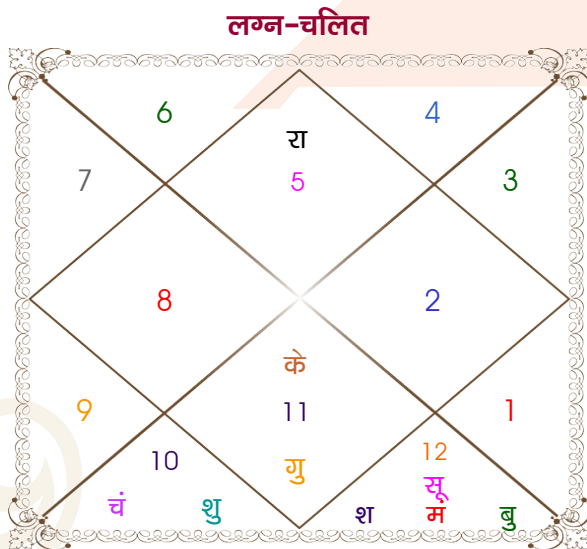 लग्न-चलित
6 4
रा
7 5 3
8 2
के
9 11 1
10 12
गु सू
चं शु श मं बु